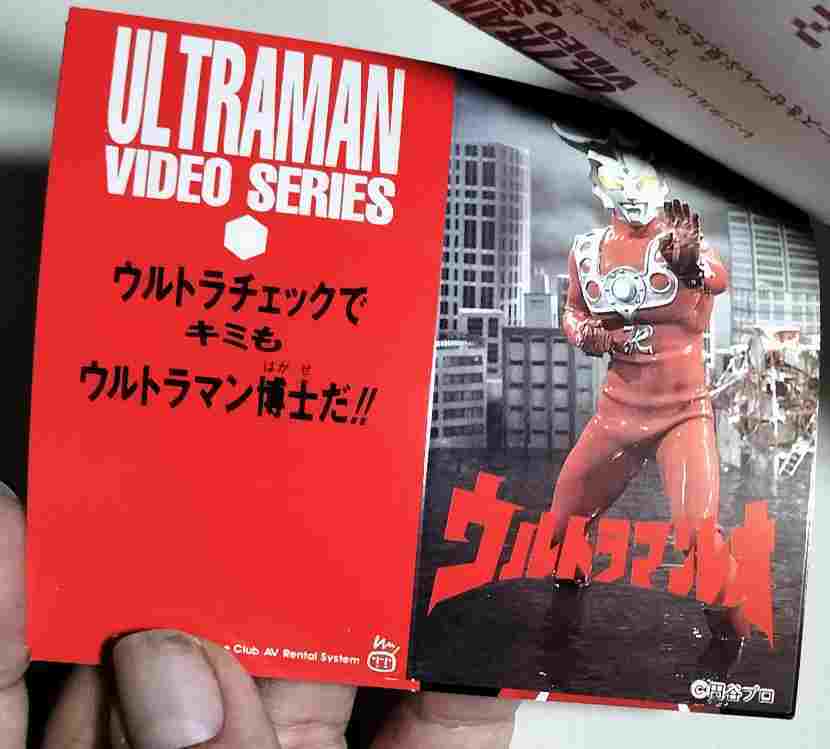 ULTRAMAN
VIDEO SERIES
ウルトラチェックで
キミも
ウルトラマン博士だ!!
はかせ
Club AV Rental System
ウルトラマンレオ
©円谷プロ
ULTRAMAN
VIDEO